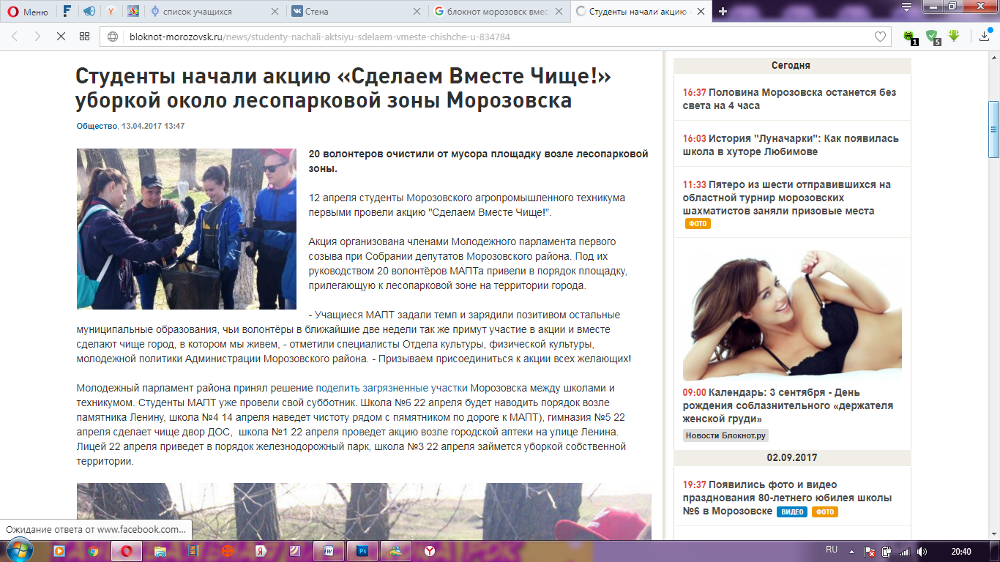 Меню
список учащихся
Стена
блокнот морозовск вмест
Студенты начали акцию «
bloknot-morozovsk.ru/news/studenty-nachali-aktsiyu-sdelaem-vmeste-chishche-u-834784
1
5
Студенты начали акцию «Сделаем Вместе Чище!»
уборкой около лесопарковой зоны Морозовска
Общество, 13.04.2017 13:47
20 волонтеров очистили от мусора площадку возле лесопарковой
зоны.
12 апреля студенты Морозовского агропромышленного техникума
первыми провели акцию "Сделаем Вместе Чище!".
Акция организована членами Молодежного парламента первого
созыва при Собрании депутатов Морозовского района. Под их
руководством 20 волонтёров МАПТа привели в порядок площадку,
прилегающую к лесопарковой зоне на территории города.
- Учащиеся МАПТ задали темп и зарядили позитивом остальные
муниципальные образования, чьи волонтёры в ближайшие две недели так же примут участие в акции и вместе
сделают чище город, в котором мы живем, - отметили специалисты Отдела культуры, физической культуры,
молодежной политики Администрации Морозовского района. - Призываем присоединиться к акции всех желающих!
Молодежный парламент района принял решение поделить загрязненные участки Морозовска между школами и
техникумом. Студенты МАПТ уже провели свой субботник. Школа №6 22 апреля будет наводить порядок возле
памятника Ленину, школа №4 14 апреля наведет чистоту рядом с пямятником по дороге к МАПТ), гимназия №5 22
апреля сделает чище двор ДОС, школа №1 22 апреля проведет акцию возле городской аптеки на улице Ленина.
Лицей 22 апреля приведет в порядок железнодорожный парк, школа №3 22 апреля займется уборкой собственной
территории.
Сегодня
16:37 Половина Морозовска останется без
света на 4 часа
16:03 История "Луначарки": Как появилась
школа в хуторе Любимове
11:33 Пятеро из шести отправившихся на
областной турнир морозовских
шахматистов заняли призовые места
ФОТО
09:00 Календарь: 3 сентября - День
рождения соблазнительного «держателя
женской груди»
Новости Блокнот.ру
02.09.2017
19:37 Появились фото и видео
празднования 80-летнего юбилея школы
№6 в Морозовске ВИДЕО ФОТО
Ожидание ответа от www.facebook.com...
RU
20:40